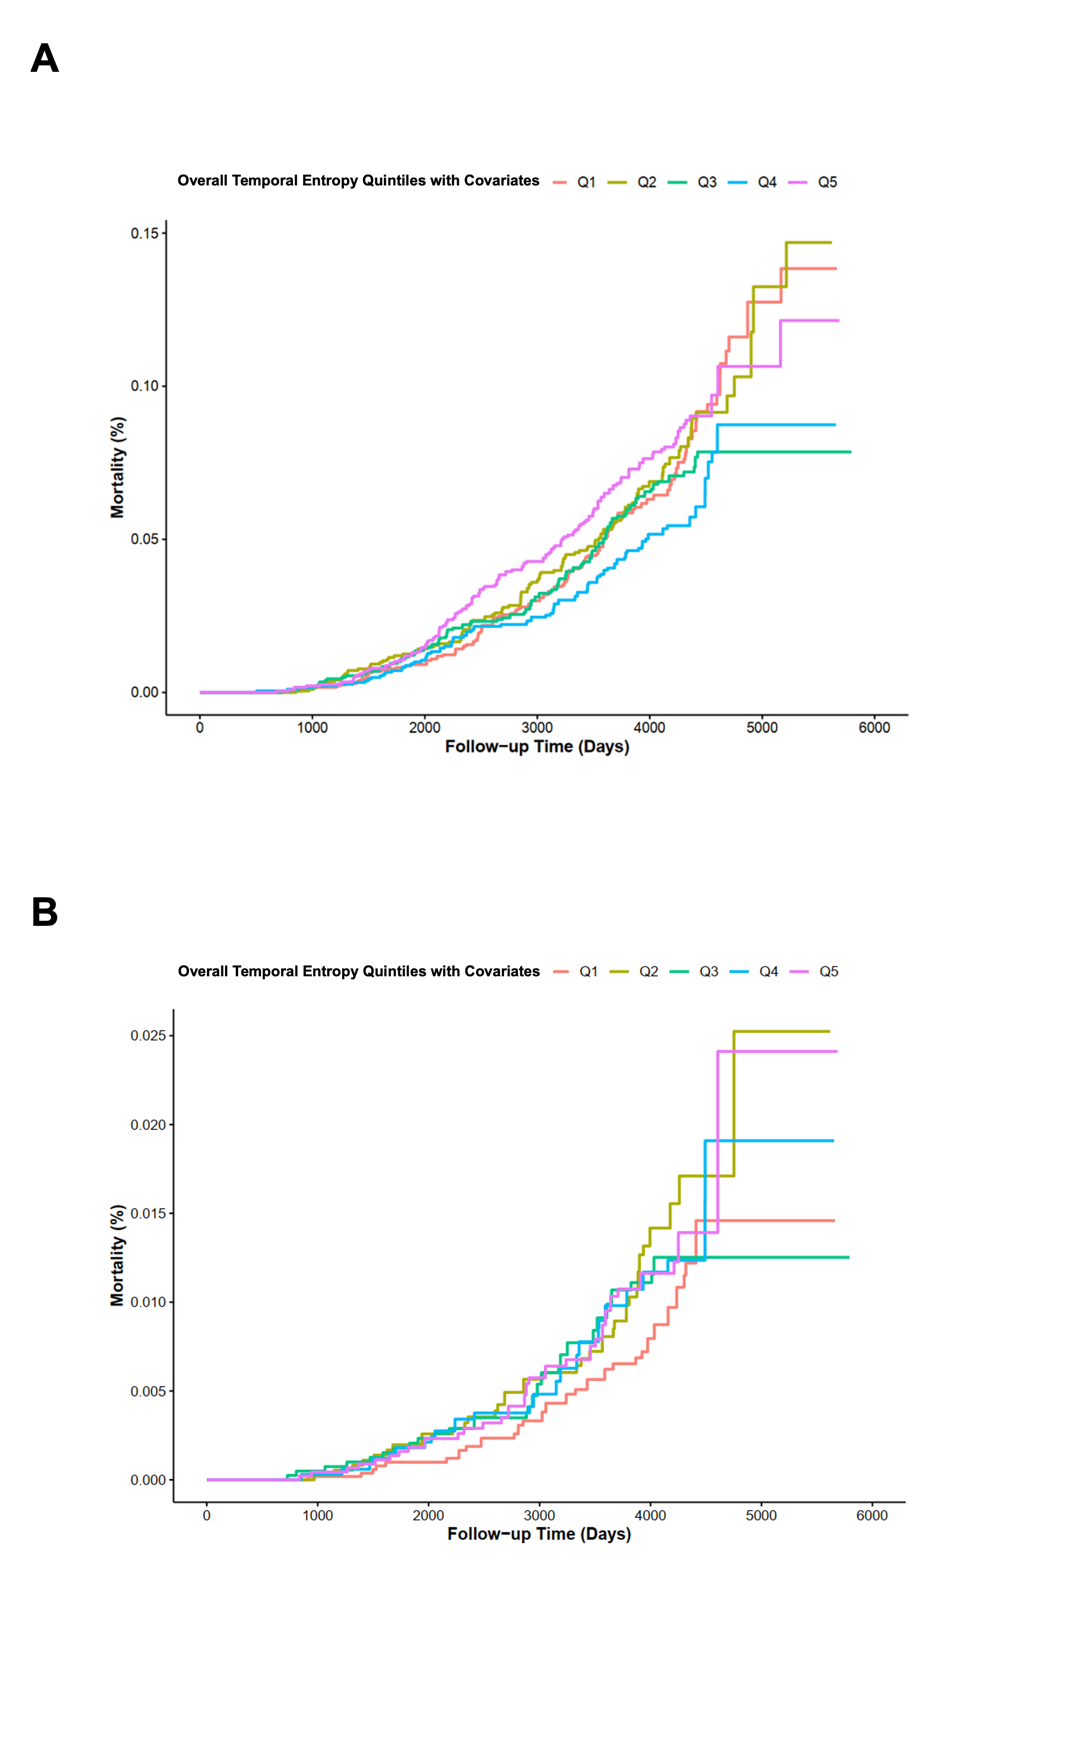 A
Overall Temporal Entropy Quintiles with Covariates Q1 Q2 Q3 Q4 Q5
0.15
0.10
0.05
0.00
Mortality (%)
0 1000 2000 3000 4000 5000 6000
Follow−up Time (Days)
B
Overall Temporal Entropy Quintiles with Covariates Q1 Q2 Q3 Q4 Q5
0.025
0.020
0.015
0.010
0.005
0.000
Mortality (%)
0 1000 2000 3000 4000 5000 6000
Follow−up Time (Days)